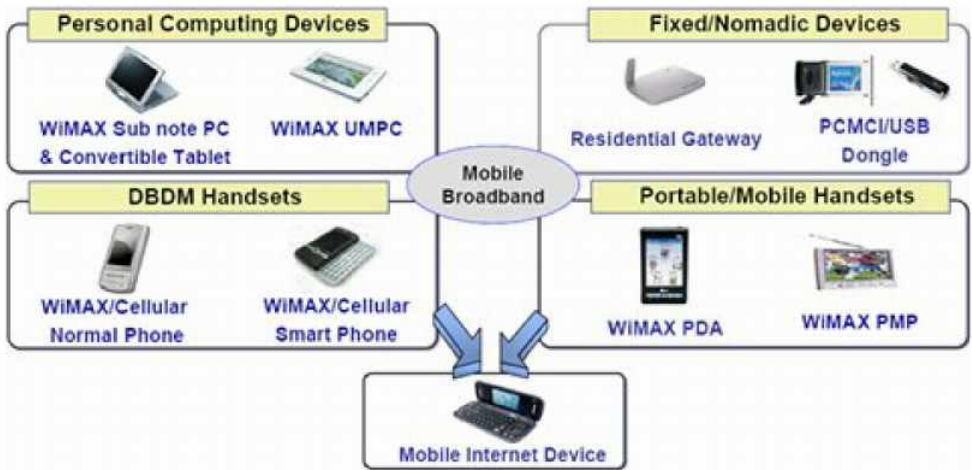 Personal Computing Devices
WiMAX Sub note PC
& Convertible Tablet
WiMAX UMPC
Fixed/Nomadic Devices
Residential Gateway
PCMCI/USB
Dongle
Mobile
Broadband
DBDM Handsets
WiMAX/Cellular
Normal Phone
WiMAX/Cellular
Smart Phone
Portable/Mobile Handsets
WiMAX PDA
WiMAX PMP
Mobile Internet Device